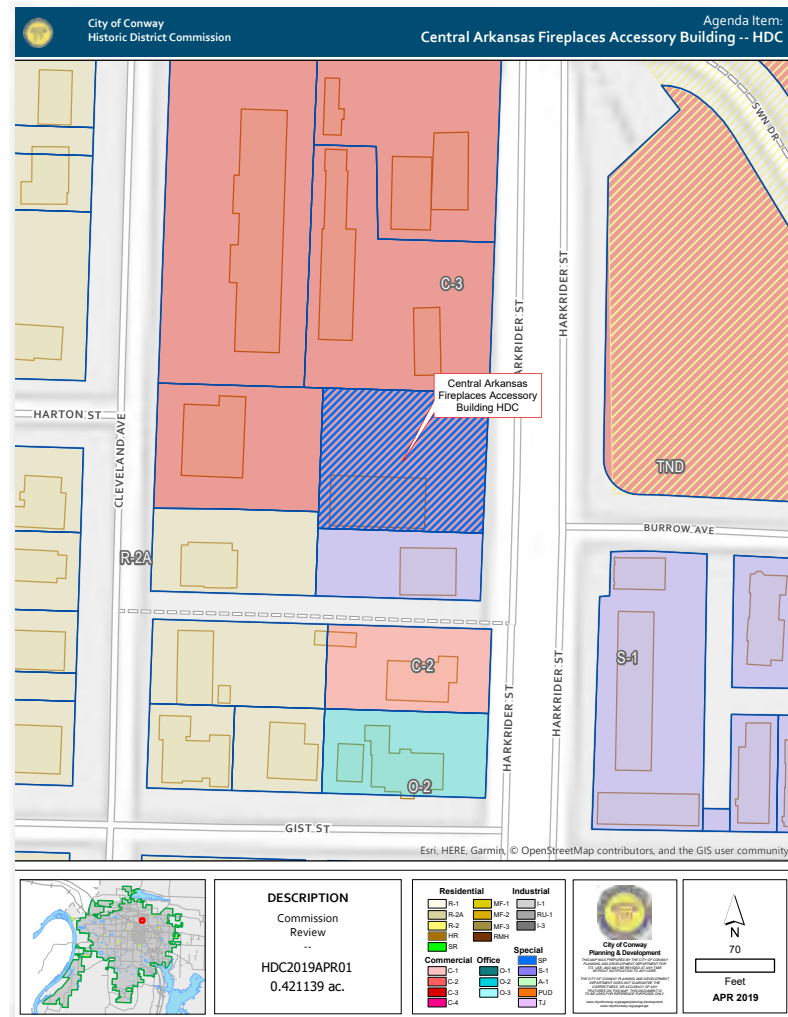 City of Conway
Historic District Commission
Agenda Item:
Central Arkansas Fireplaces Accessory Building -- HDC
SWN DR
C-3
HARKRIDER ST
ARKRIDER ST
Central Arkansas
Fireplaces Accessory
Building HDC
HARTON ST
CLEVELAND AVE
TND
BURROW AVE
R-2A
S-1
C-2
HARKRIDER ST
HARKRIDER ST
O-2
GIST ST
Esri, HERE, Garmin, © OpenStreetMap contributors, and the GIS user community
DESCRIPTION
Commission
Review
--
HDC2019APR01
0.421139 ac.
Residential
R-1
R-2A
R-2
HR
SR
MF-1
MF-2
MF-3
RMH
Industrial
I-1
RU-1
I-3
Commercial
C-1
C-2
C-3
C-4
Office
O-1
O-2
O-3
Special
SP
S-1
A-1
PUD
TJ
City of Conway
Planning & Development
N
70
Feet
APR 2019